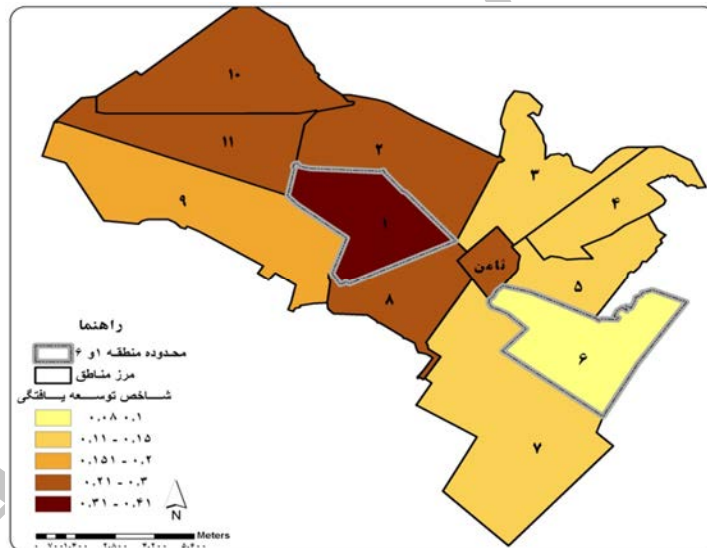 ۱۰
۱۱
۲
۳
۴
۹
۱
ثامن
۵
۸
۶
۷
راهنما
محدوده منطقه ۱و ۶
مرز مناطق
شاخص توسعه یافتگی
۰.۰۸ ۰.۱
۰.۱۱ - ۰.۱۵
۰.۱۵۱ - ۰.۲
۰.۲۱ - ۰.۳
۰.۳۱ - ۰.۴۱
N
Meters